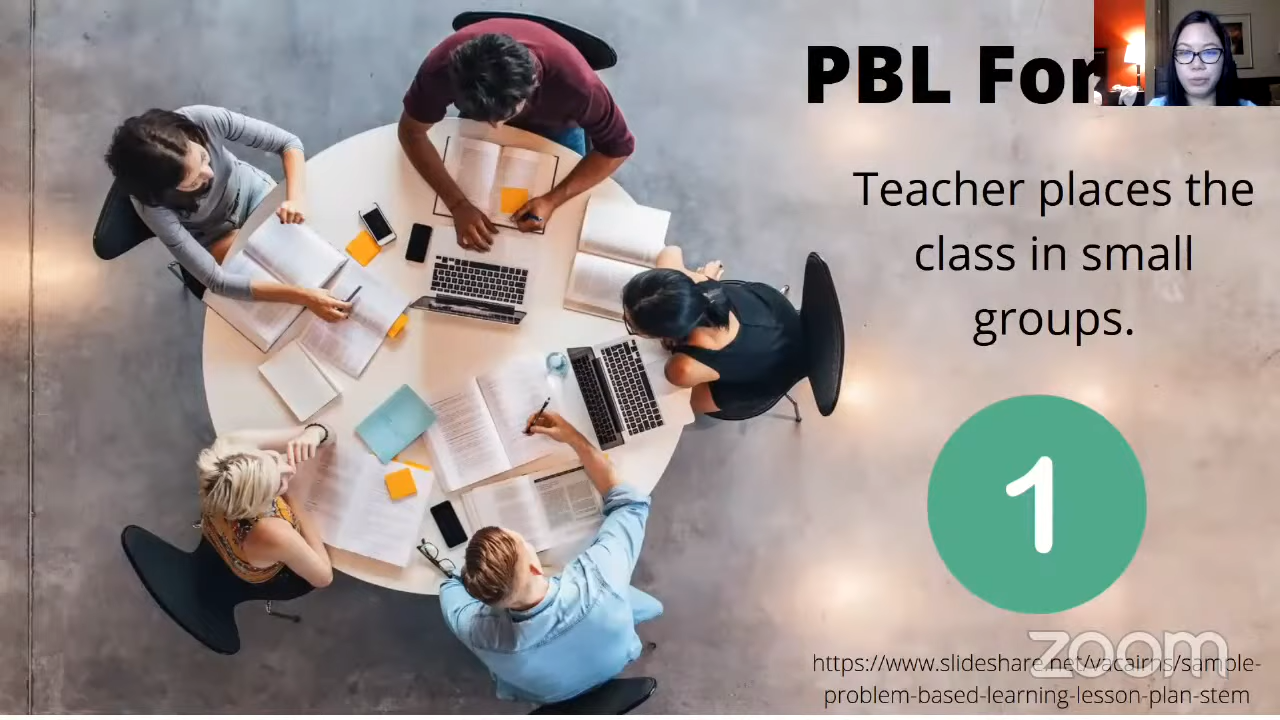 PBL For
Teacher places the
class in small
groups.
1
zoom
https://www.slideshare.net/vacairns/sample-
problem-based-learning-lesson-plan-stem